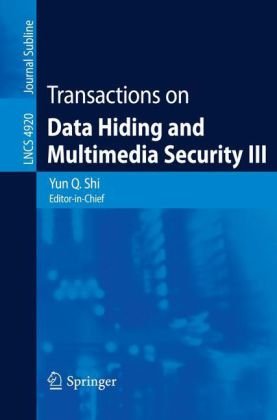 LNCS 4920
Journal Subline
Transactions on
Data Hiding and
Multimedia Security III
Yun Q. Shi
Editor-in-Chief
Springer